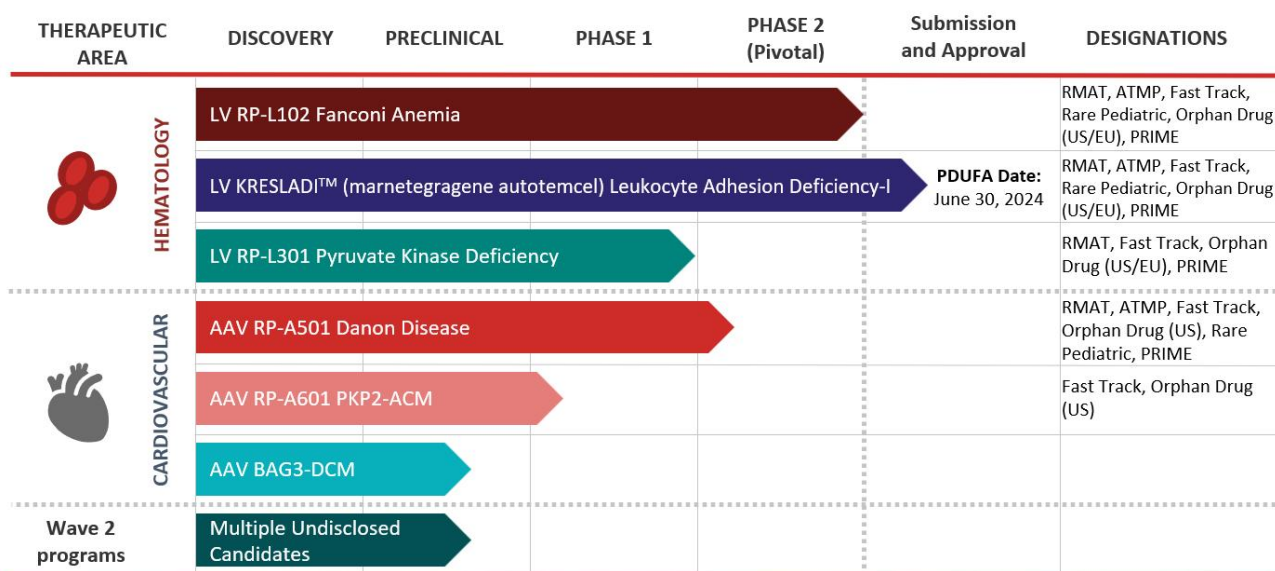 THERAPEUTIC
AREA
DISCOVERY
PRECLINICAL
PHASE 1
PHASE 2
(Pivotal)
Submission
and Approval
DESIGNATIONS
HEMATOLOGY
LV RP-L102 Fanconi Anemia
RMAT, ATMP, Fast Track,
Rare Pediatric, Orphan Drug
(US/EU), PRIME
LV KRESLADI™ (marnetegragene autotemcel) Leukocyte Adhesion Deficiency-I
PDUFA Date:
June 30, 2024
RMAT, ATMP, Fast Track,
Rare Pediatric, Orphan Drug
(US/EU), PRIME
LV RP-L301 Pyruvate Kinase Deficiency
RMAT, Fast Track, Orphan
Drug (US/EU), PRIME
CARDIOVASCULAR
AAV RP-A501 Danon Disease
RMAT, ATMP, Fast Track,
Orphan Drug (US), Rare
Pediatric, PRIME
AAV RP-A601 PKP2-ACM
Fast Track, Orphan Drug
(US)
AAV BAG3-DCM
Wave 2
programs
Multiple Undisclosed
Candidates